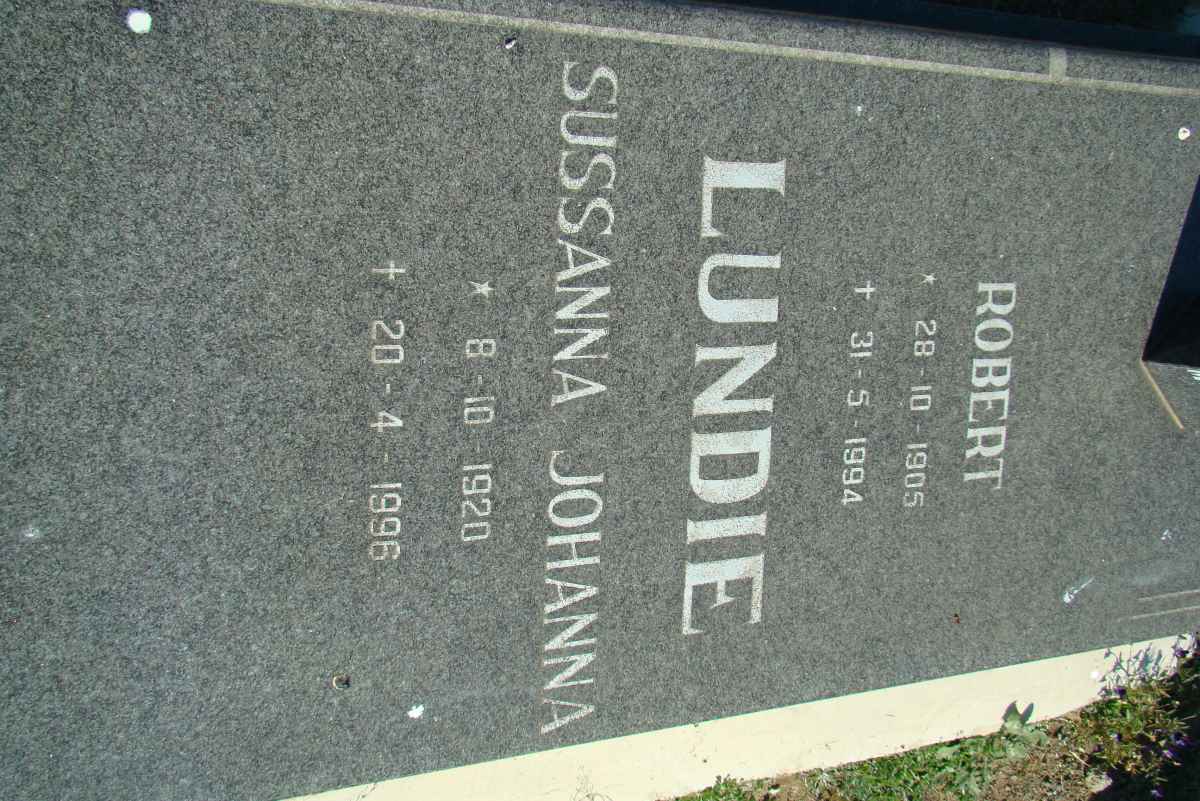 ROBERT
* 28-10-1905
† 31-5-1994
LUNDIE
SUSSANNA JOHANNA
* 8-10-1920
† 20-4-1996